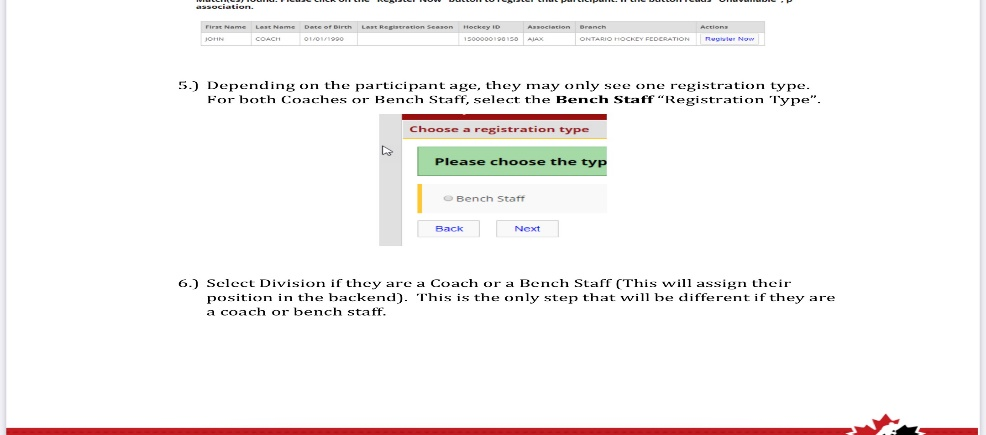 Match(es) found. Please click on the "Register Now" button to register that participant. If the button reads "Unavailable", p
association.
First Name Last Name Date of Birth Last Registration Season Hockey ID Association Branch Actions
JOHN COACH 01/01/1990 1500000198150 AJAX ONTARIO HOCKEY FEDERATION Register Now
5.) Depending on the participant age, they may only see one registration type.
For both Coaches or Bench Staff, select the Bench Staff “Registration Type”.
Choose a registration type
Please choose the typ
Bench Staff
Back Next
6.) Select Division if they are a Coach or a Bench Staff (This will assign their
position in the backend). This is the only step that will be different if they are
a coach or bench staff.